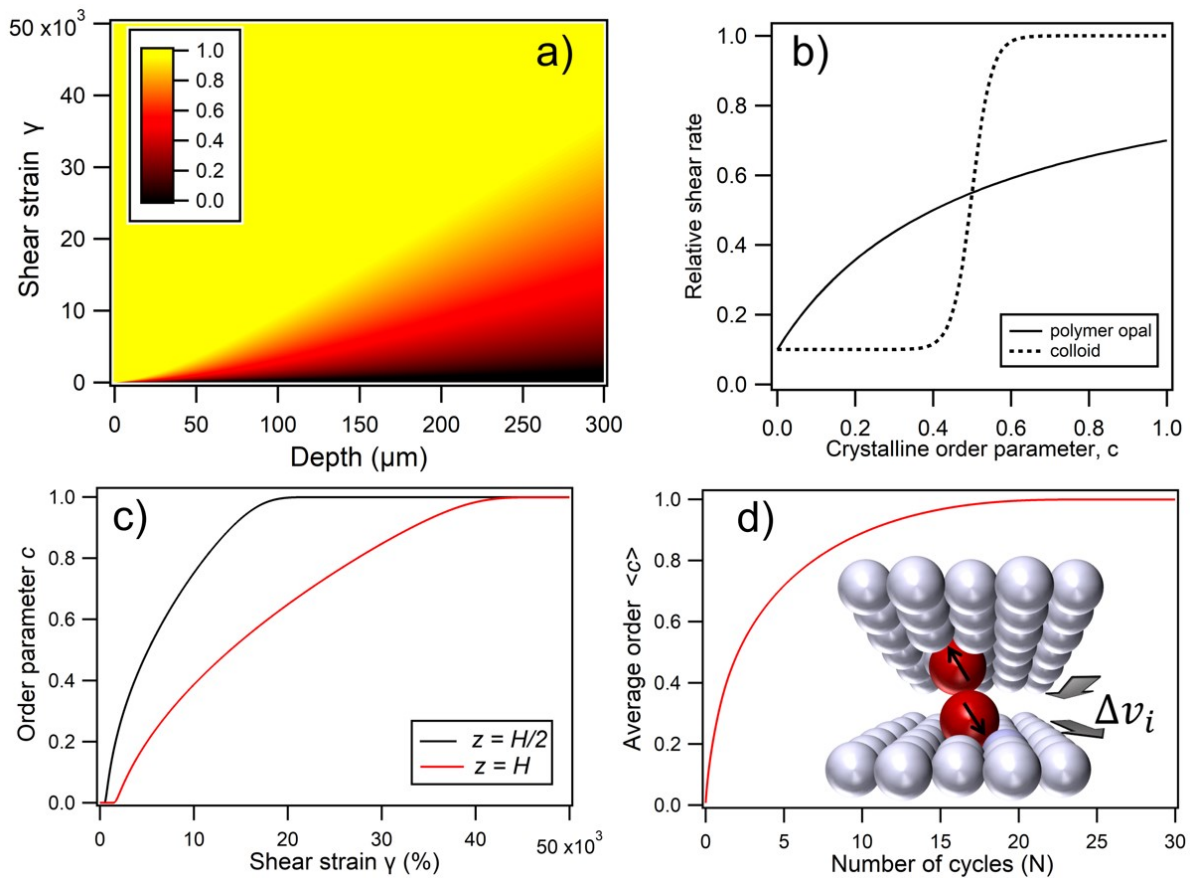 a)
50 x10³
40
30
20
10
0
Shear strain γ
1.0
0.8
0.6
0.4
0.2
0.0
0
50
100
150
200
250
300
Depth (μm)
b)
1.0
0.8
0.6
0.4
0.2
0.0
Relative shear rate
polymer opal
colloid
0.0
0.2
0.4
0.6
0.8
1.0
Crystalline order parameter, c
c)
1.0
0.8
0.6
0.4
0.2
0.0
Order parameter c
z = H/2
z = H
0
10
20
30
50 x10³
Shear strain γ (%)
d)
1.0
0.8
0.6
0.4
0.2
0.0
Average order <c>
Δvᵢ
0
5
10
15
20
25
30
Number of cycles (N)